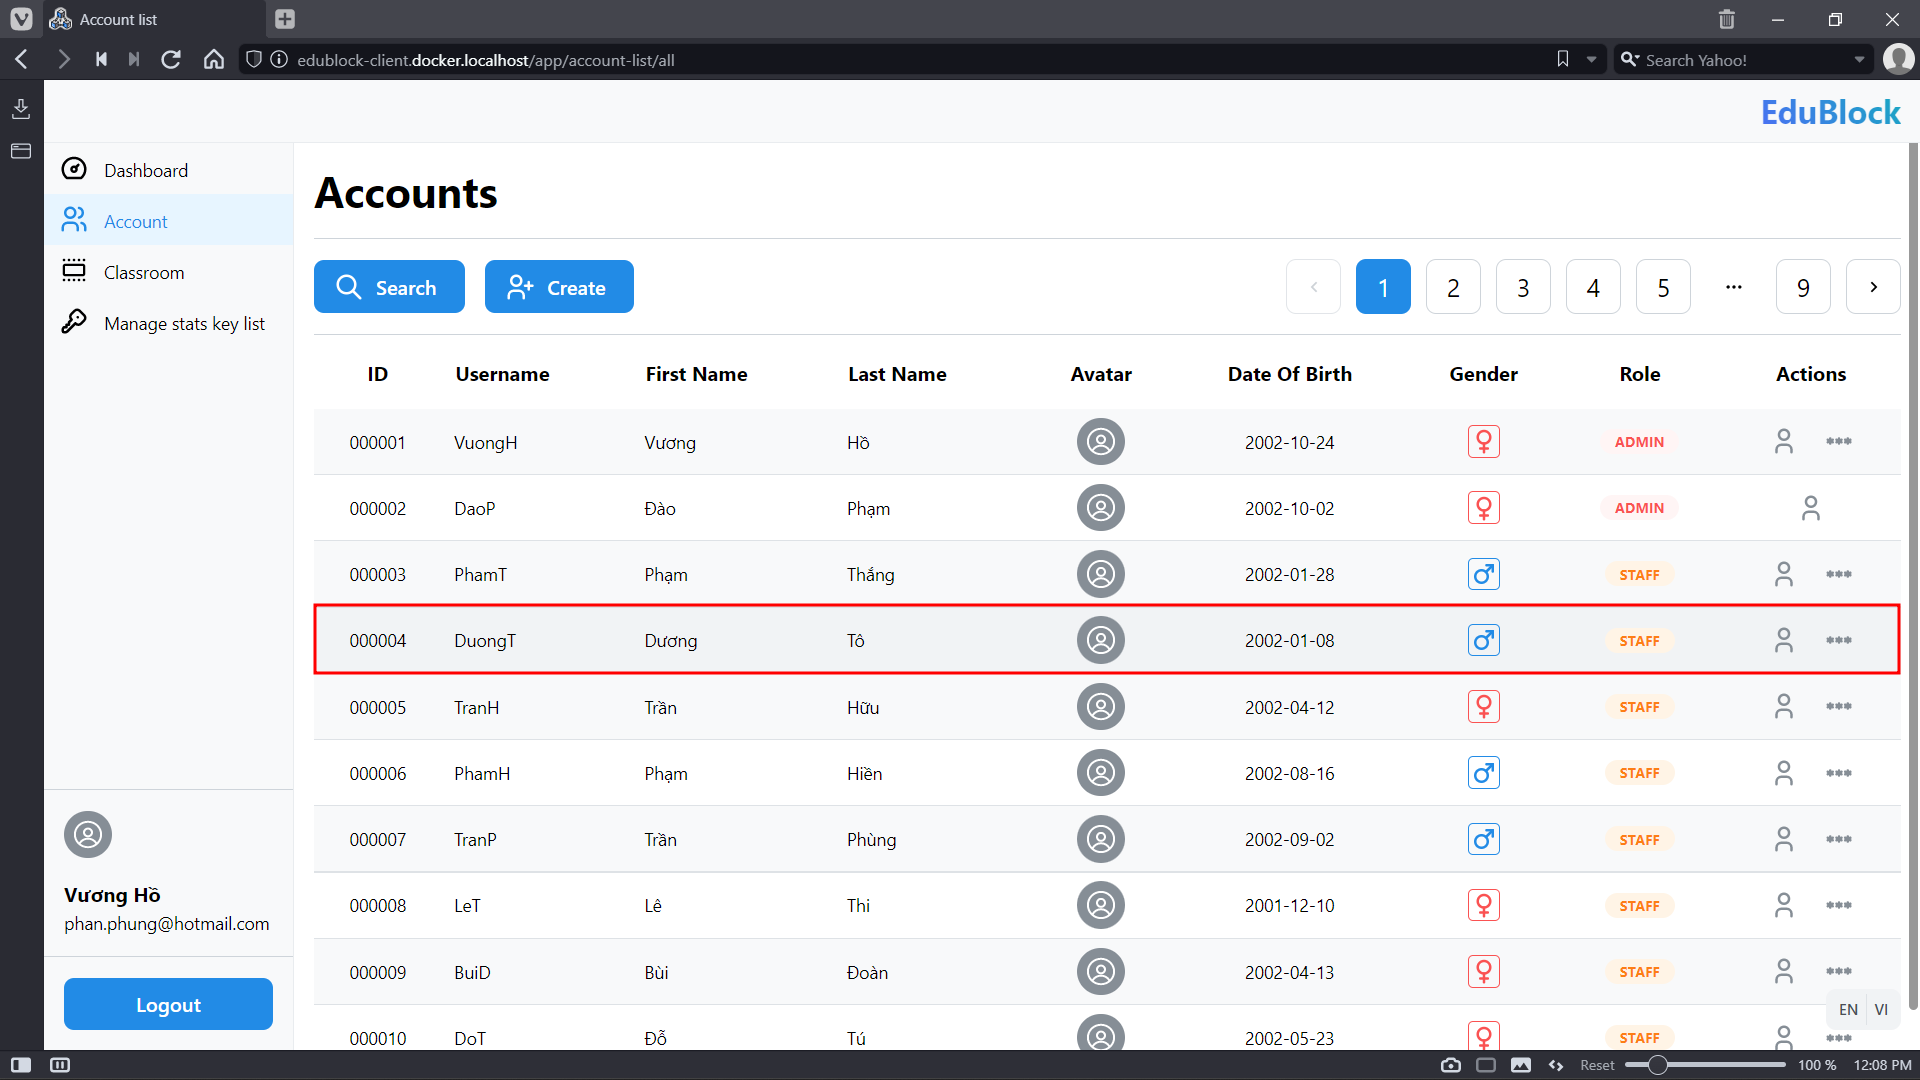 Account list
edublock-client.docker.localhost/app/account-list/all
Search Yahoo!
EduBlock
Dashboard
Account
Classroom
Manage stats key list
Accounts
Search
Create
1 2 3 4 5 ••• 9
ID Username First Name Last Name Avatar Date Of Birth Gender Role Actions
000001 VuongH Vương Hồ 2002-10-24 ADMIN
000002 DaoP Đào Phạm 2002-10-02 ADMIN
000003 PhamT Phạm Thắng 2002-01-28 STAFF
000004 DuongT Dương Tô 2002-01-08 STAFF
000005 TranH Trần Hữu 2002-04-12 STAFF
000006 PhamH Phạm Hiền 2002-08-16 STAFF
000007 TranP Trần Phùng 2002-09-02 STAFF
000008 LeT Lê Thi 2001-12-10 STAFF
000009 BuiD Bùi Đoàn 2002-04-13 STAFF
000010 DoT Đỗ Tú 2002-05-23 STAFF
Vương Hồ
phan.phung@hotmail.com
Logout
EN VI
Reset 100 % 12:08 PM